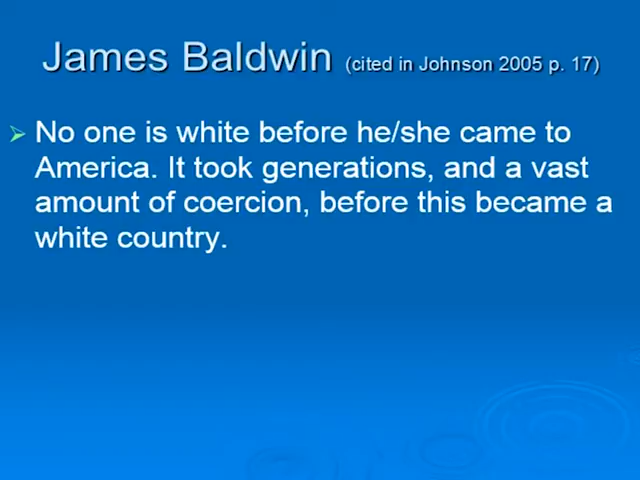 James Baldwin (cited in Johnson 2005 p. 17)
No one is white before he/she came to
America. It took generations, and a vast
amount of coercion, before this became a
white country.